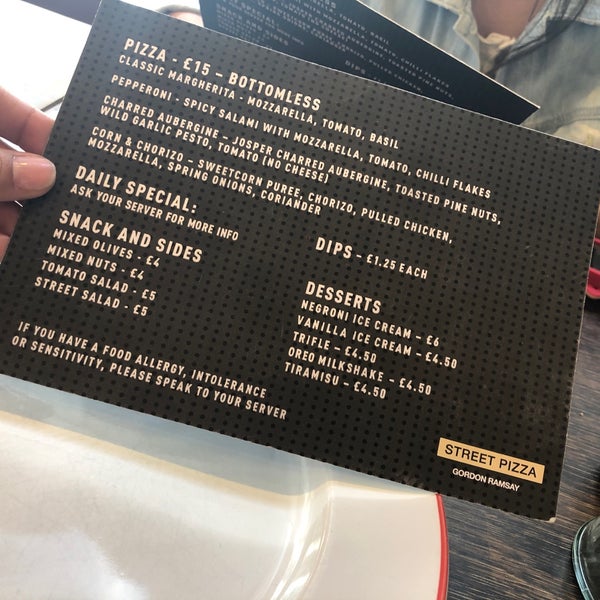 PIZZA - £15 - BOTTOMLESS
CLASSIC MARGHERITA - MOZZARELLA, TOMATO, BASIL
PEPPERONI - SPICY SALAMI WITH MOZZARELLA, TOMATO, CHILLI FLAKES
CHARRED AUBERGINE - JOSPER CHARRED AUBERGINE, TOASTED PINE NUTS,
WILD GARLIC PESTO, TOMATO (NO CHEESE)
CORN & CHORIZO - SWEETCORN PUREE, CHORIZO, PULLED CHICKEN,
MOZZARELLA, SPRING ONIONS, CORIANDER
DAILY SPECIAL:
ASK YOUR SERVER FOR MORE INFO
SNACK AND SIDES
MIXED OLIVES - £4
MIXED NUTS - £4
TOMATO SALAD - £5
STREET SALAD - £5
DIPS - £1.25 EACH
DESSERTS
NEGRONI ICE CREAM - £6
VANILLA ICE CREAM - £4.50
TRIFLE - £4.50
OREO MILKSHAKE - £4.50
TIRAMISU - £4.50
IF YOU HAVE A FOOD ALLERGY, INTOLERANCE
OR SENSITIVITY, PLEASE SPEAK TO YOUR SERVER
STREET PIZZA
GORDON RAMSAY